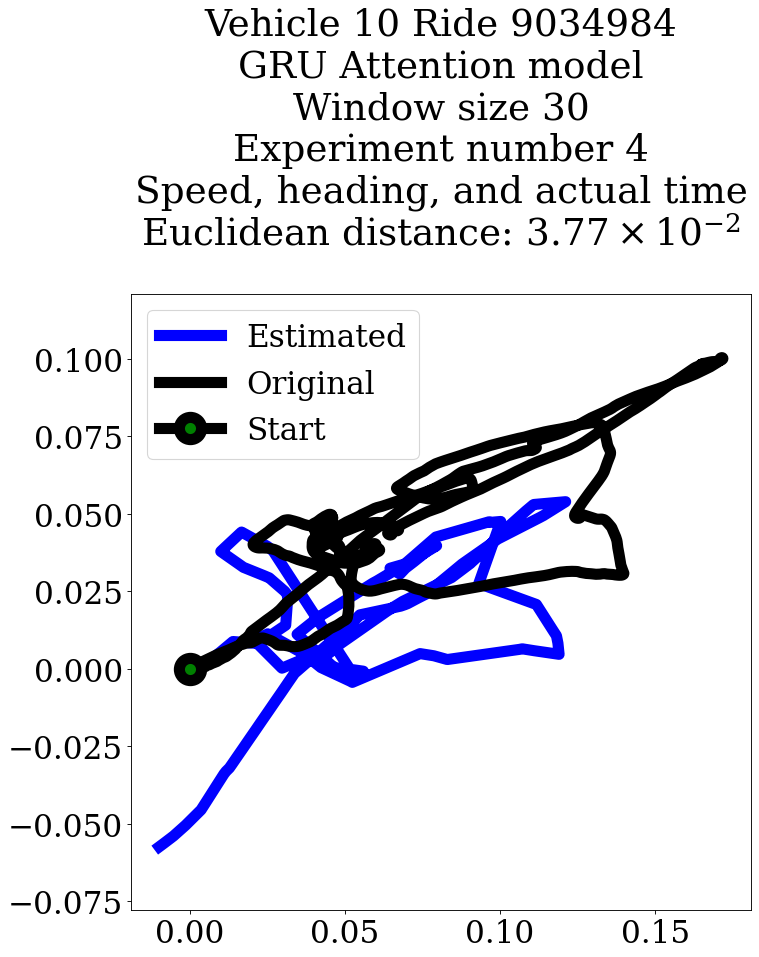 Vehicle 10 Ride 9034984
GRU Attention model
Window size 30
Experiment number 4
Speed, heading, and actual time
Euclidean distance: 3.77 × 10⁻²
Estimated
Original
Start
0.100
0.075
0.050
0.025
0.000
−0.025
−0.050
−0.075
0.00 0.05 0.10 0.15